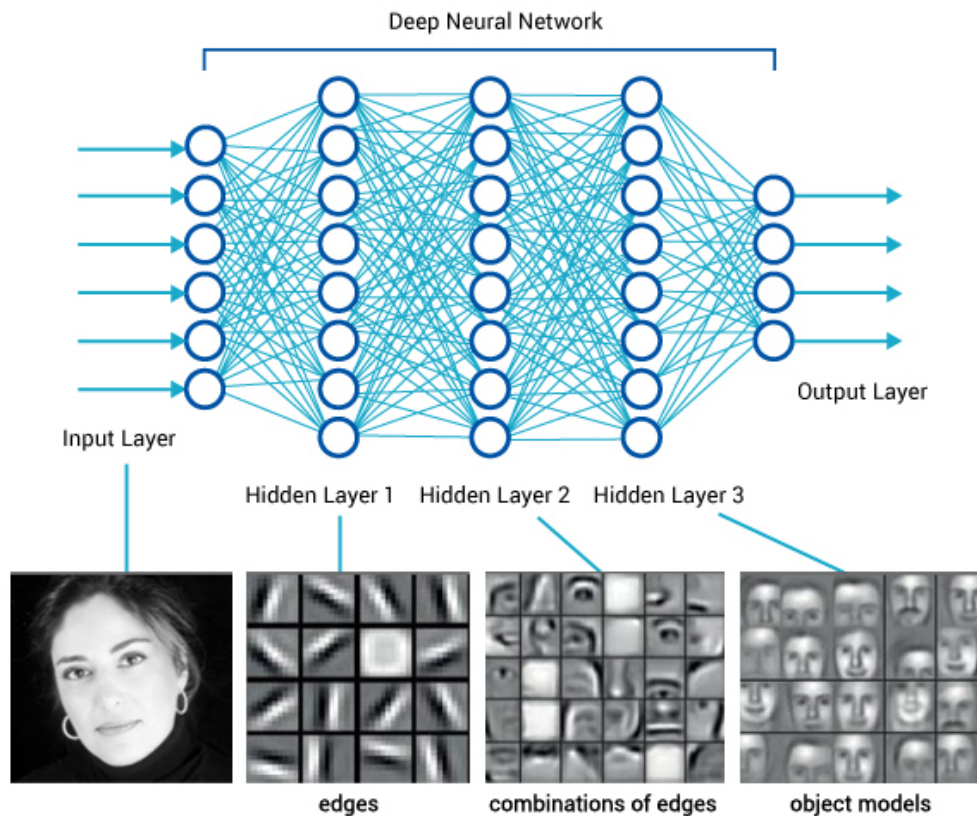 Deep Neural Network
Output Layer
Input Layer
Hidden Layer 1
Hidden Layer 2
Hidden Layer 3
edges
combinations of edges
object models